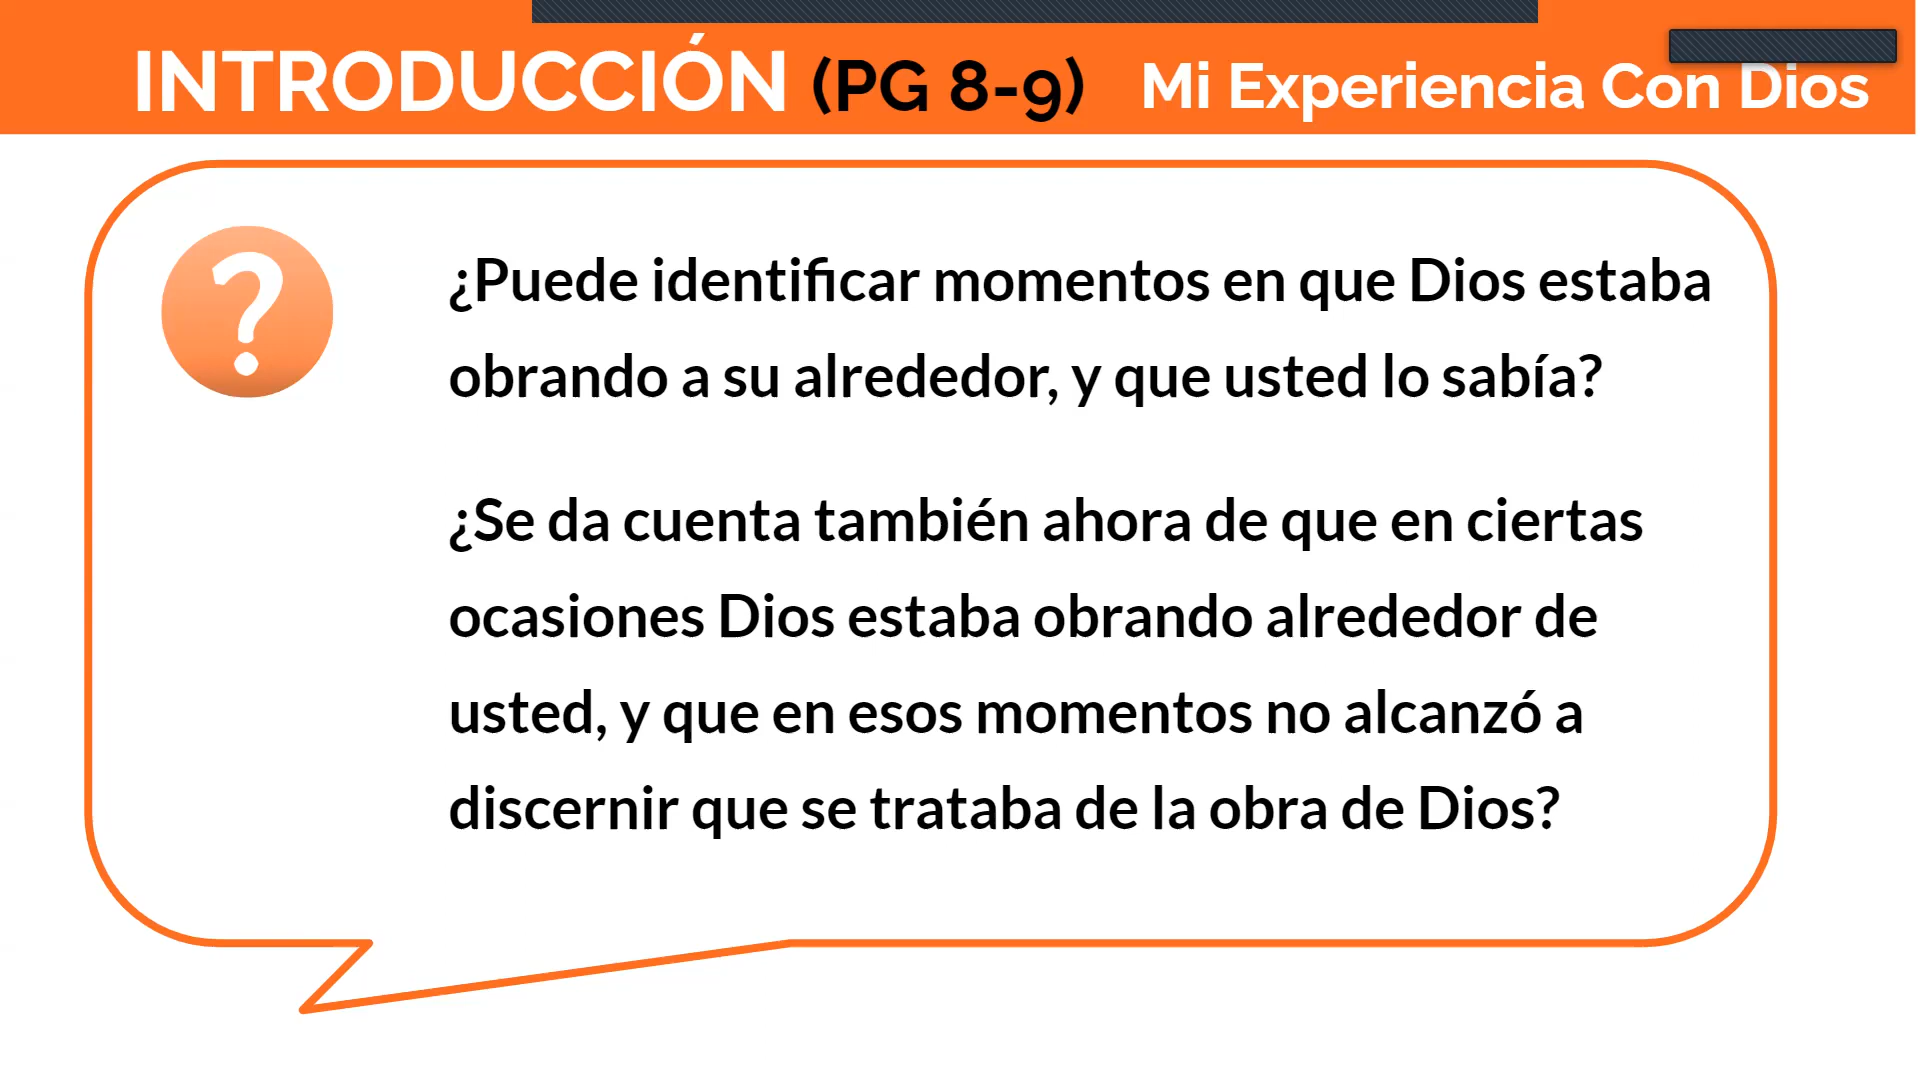 INTRODUCCIÓN (PG 8-9) Mi Experiencia Con Dios
?
¿Puede identificar momentos en que Dios estaba
obrando a su alrededor, y que usted lo sabía?
¿Se da cuenta también ahora de que en ciertas
ocasiones Dios estaba obrando alrededor de
usted, y que en esos momentos no alcanzó a
discernir que se trataba de la obra de Dios?